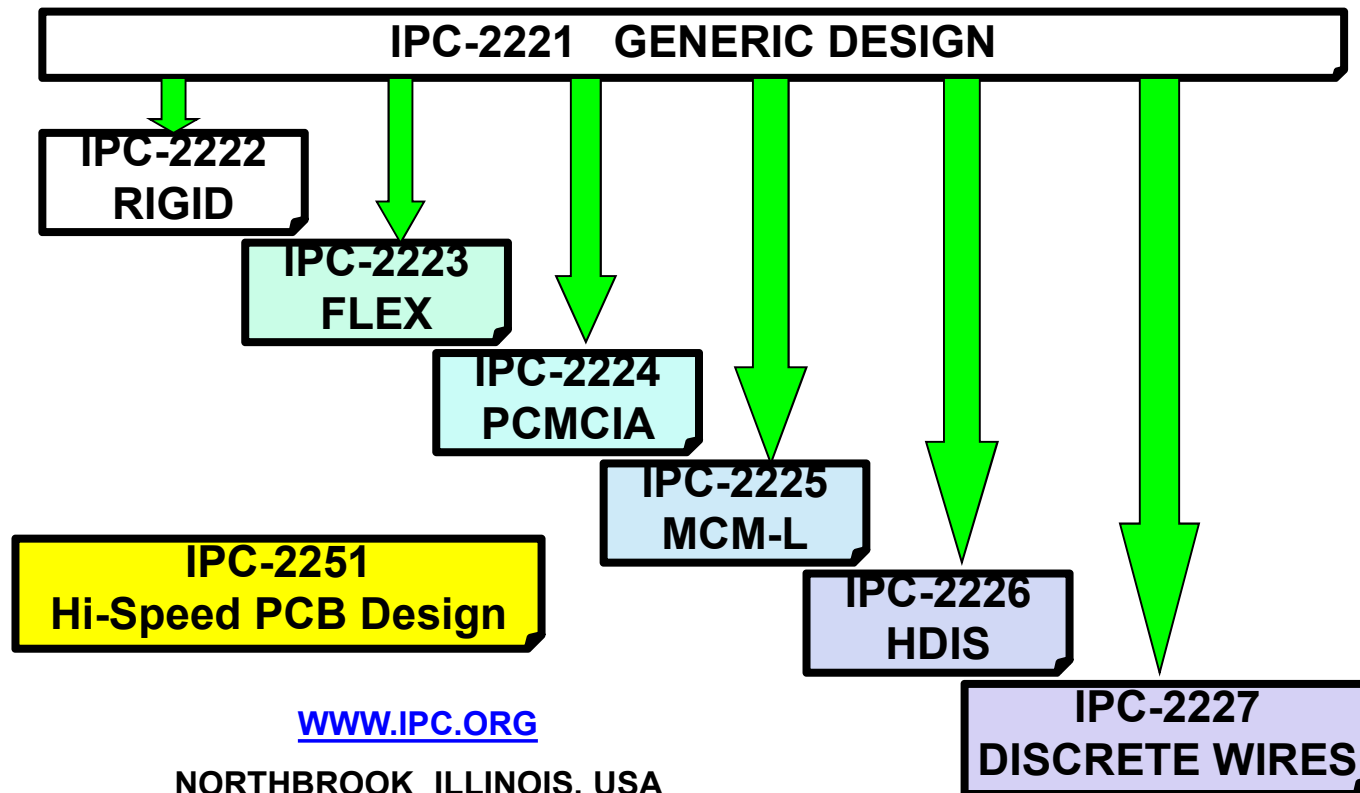 IPC-2221 GENERIC DESIGN
IPC-2222
RIGID
IPC-2223
FLEX
IPC-2224
PCMCIA
IPC-2225
MCM-L
IPC-2251
Hi-Speed PCB Design
IPC-2226
HDIS
IPC-2227
DISCRETE WIRES
WWW.IPC.ORG
NORTHBROOK ILLINOIS, USA